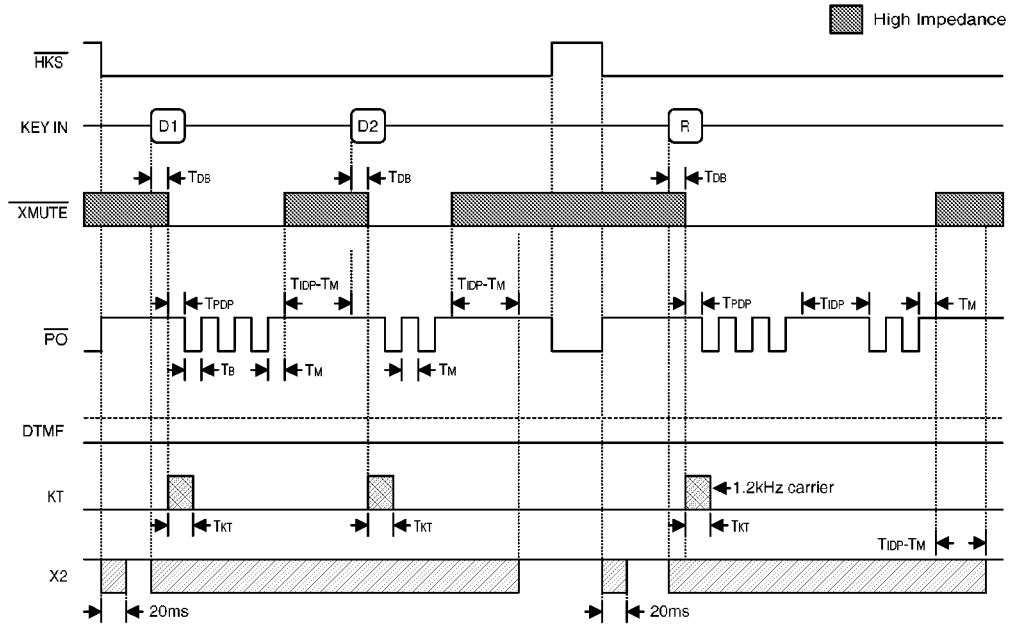 High Impedance
HKS
KEY IN D1 D2 R
TDB TDB TDB
XMUTE
TIDP-TM TIDP-TM
TPDP TPDP TIDP TM
PO
TB TM TM
DTMF
KT 1.2kHz carrier
TKT TKT TKT
TIDP-TM
X2
20ms 20ms